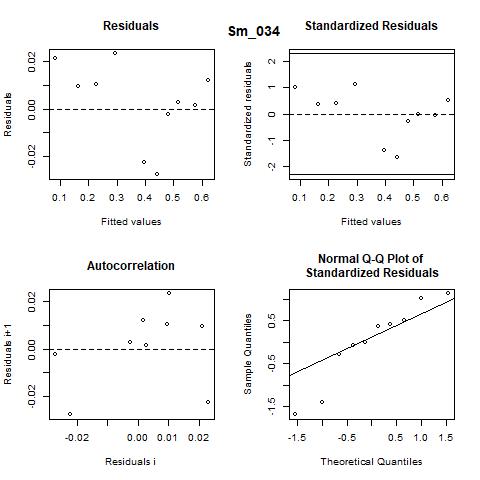 Sm_034
Residuals
Residuals
-0.02 0.00 0.02
0.1 0.2 0.3 0.4 0.5 0.6
Fitted values
Standardized Residuals
Standardized residuals
-2 -1 0 1 2
0.1 0.2 0.3 0.4 0.5 0.6
Fitted values
Autocorrelation
Residuals i+1
-0.02 0.00 0.02
-0.02 0.00 0.01 0.02
Residuals i
Normal Q-Q Plot of
Standardized Residuals
Sample Quantiles
-1.5 -0.5 0.5
-1.5 -0.5 0.5 1.0 1.5
Theoretical Quantiles